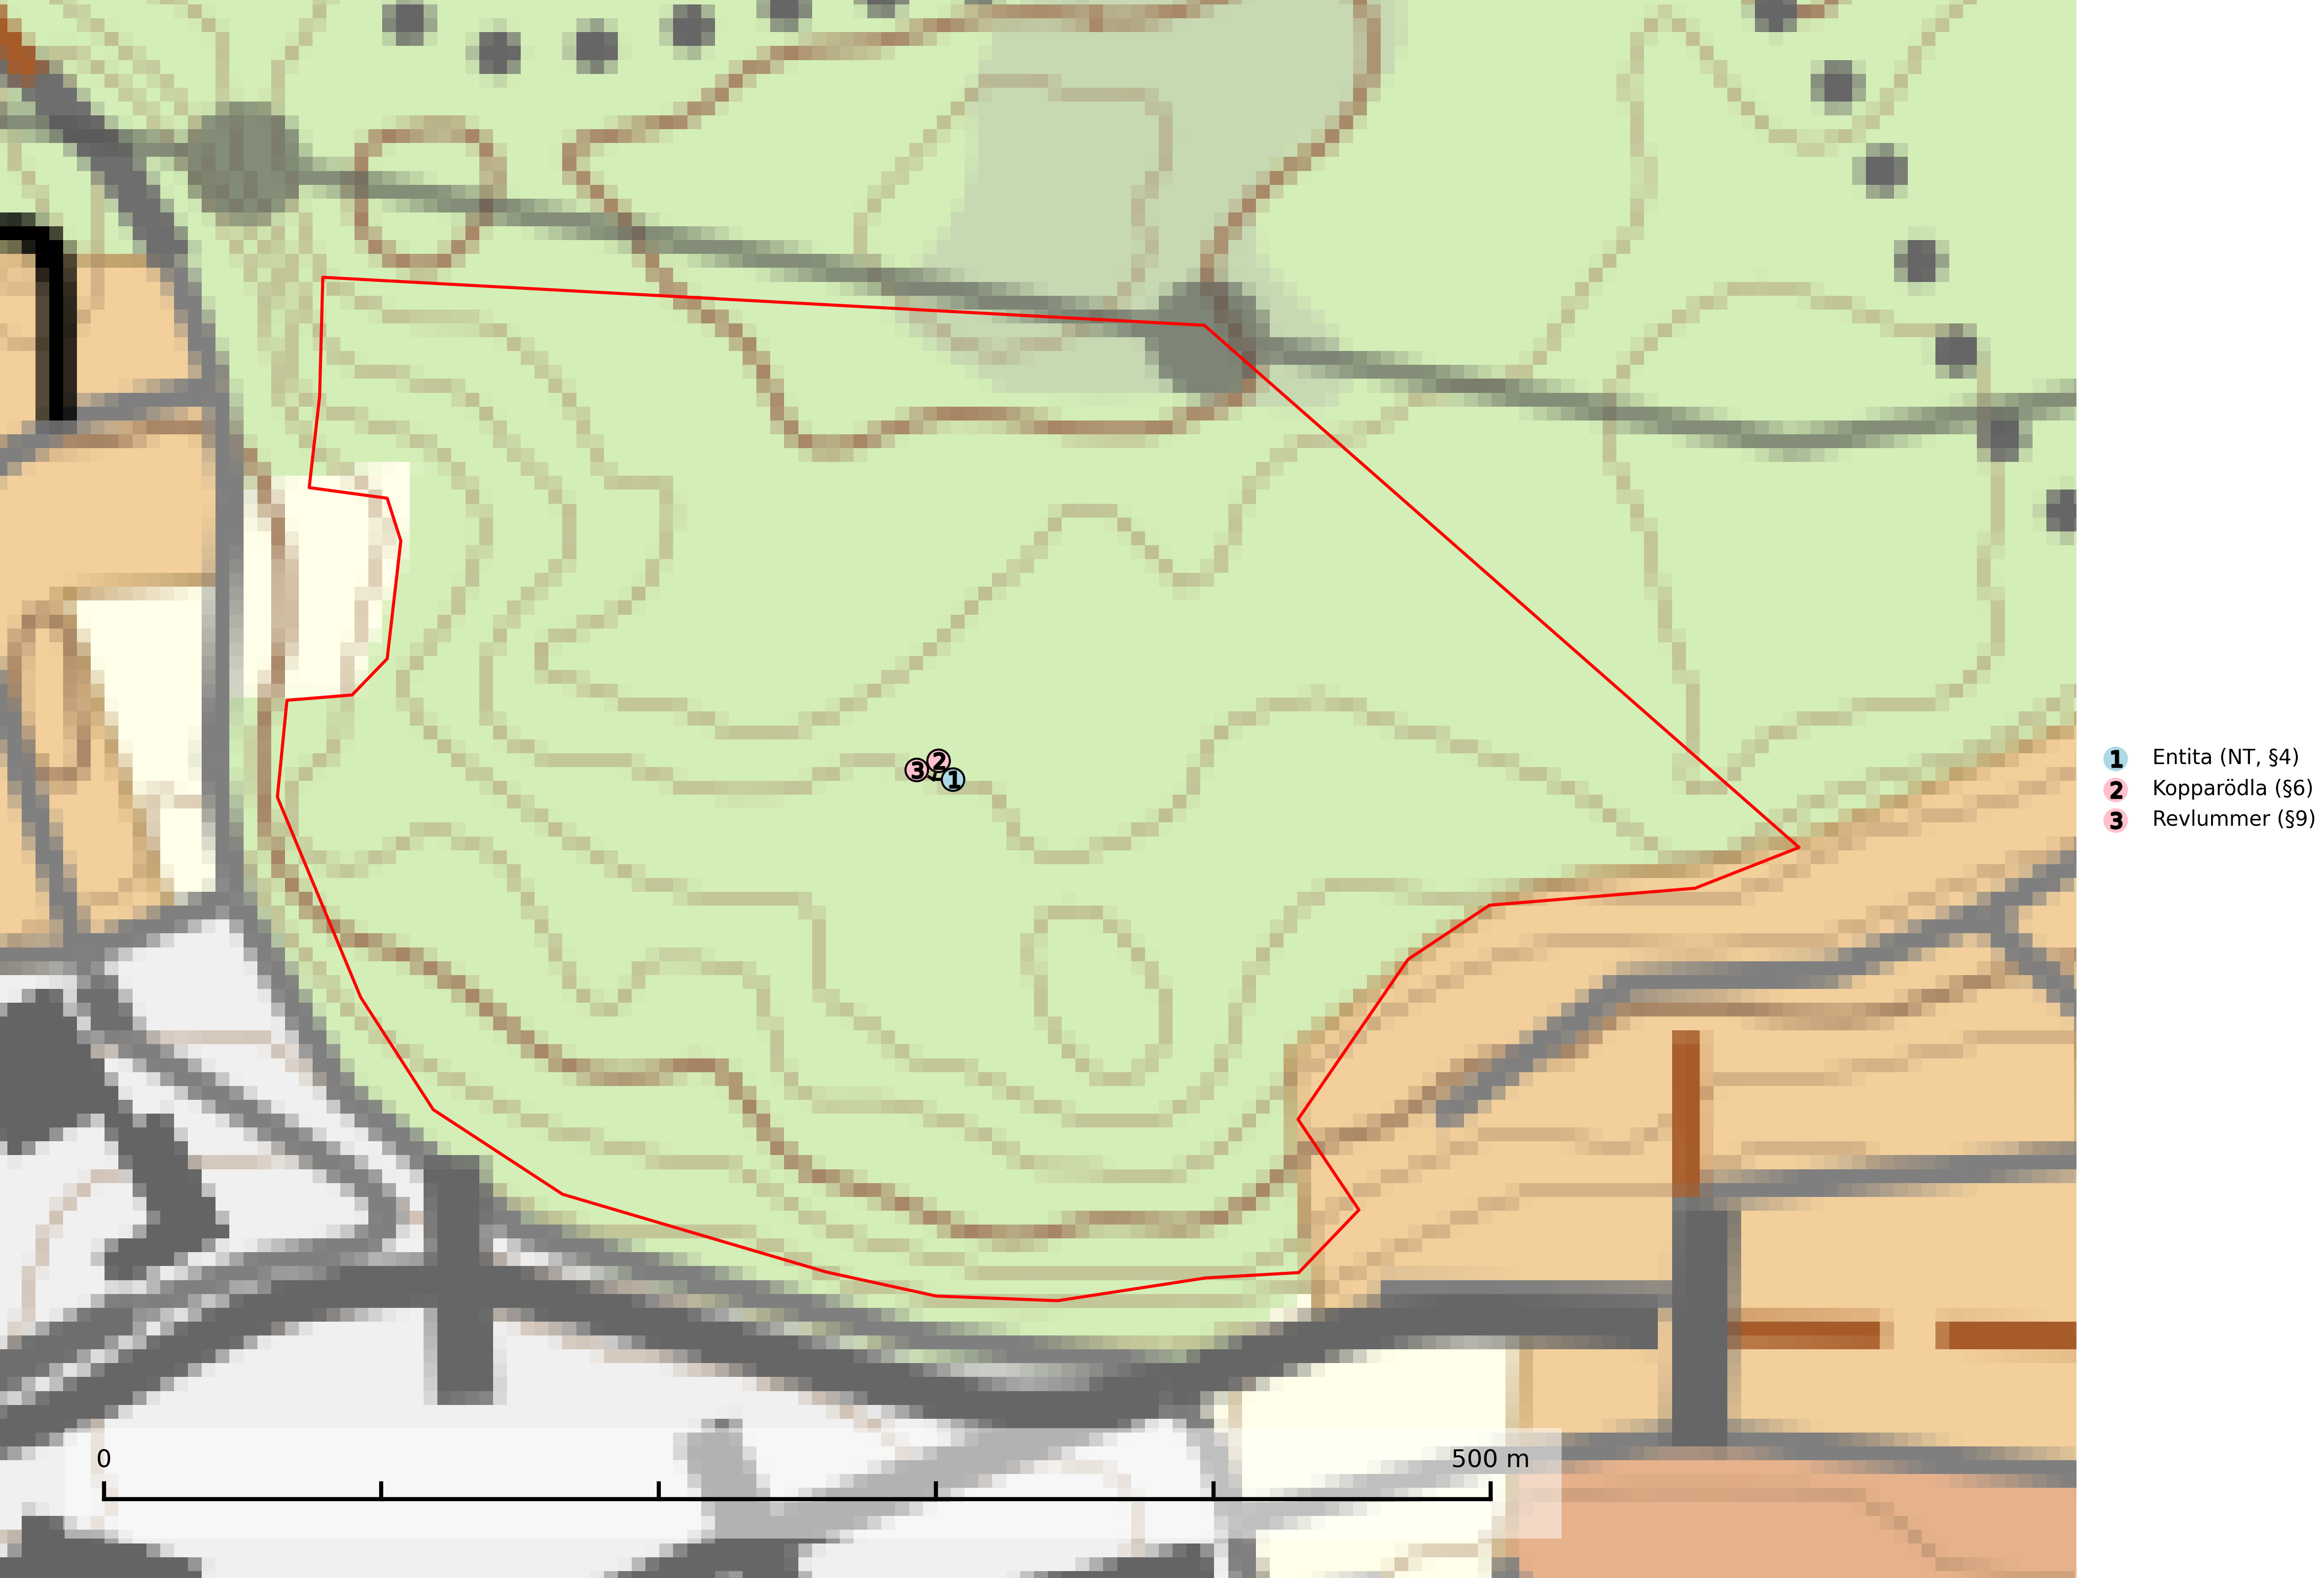 3
2
1
1 Entita (NT, §4)
2 Kopparödla (§6)
3 Revlummer (§9)
0 500 m